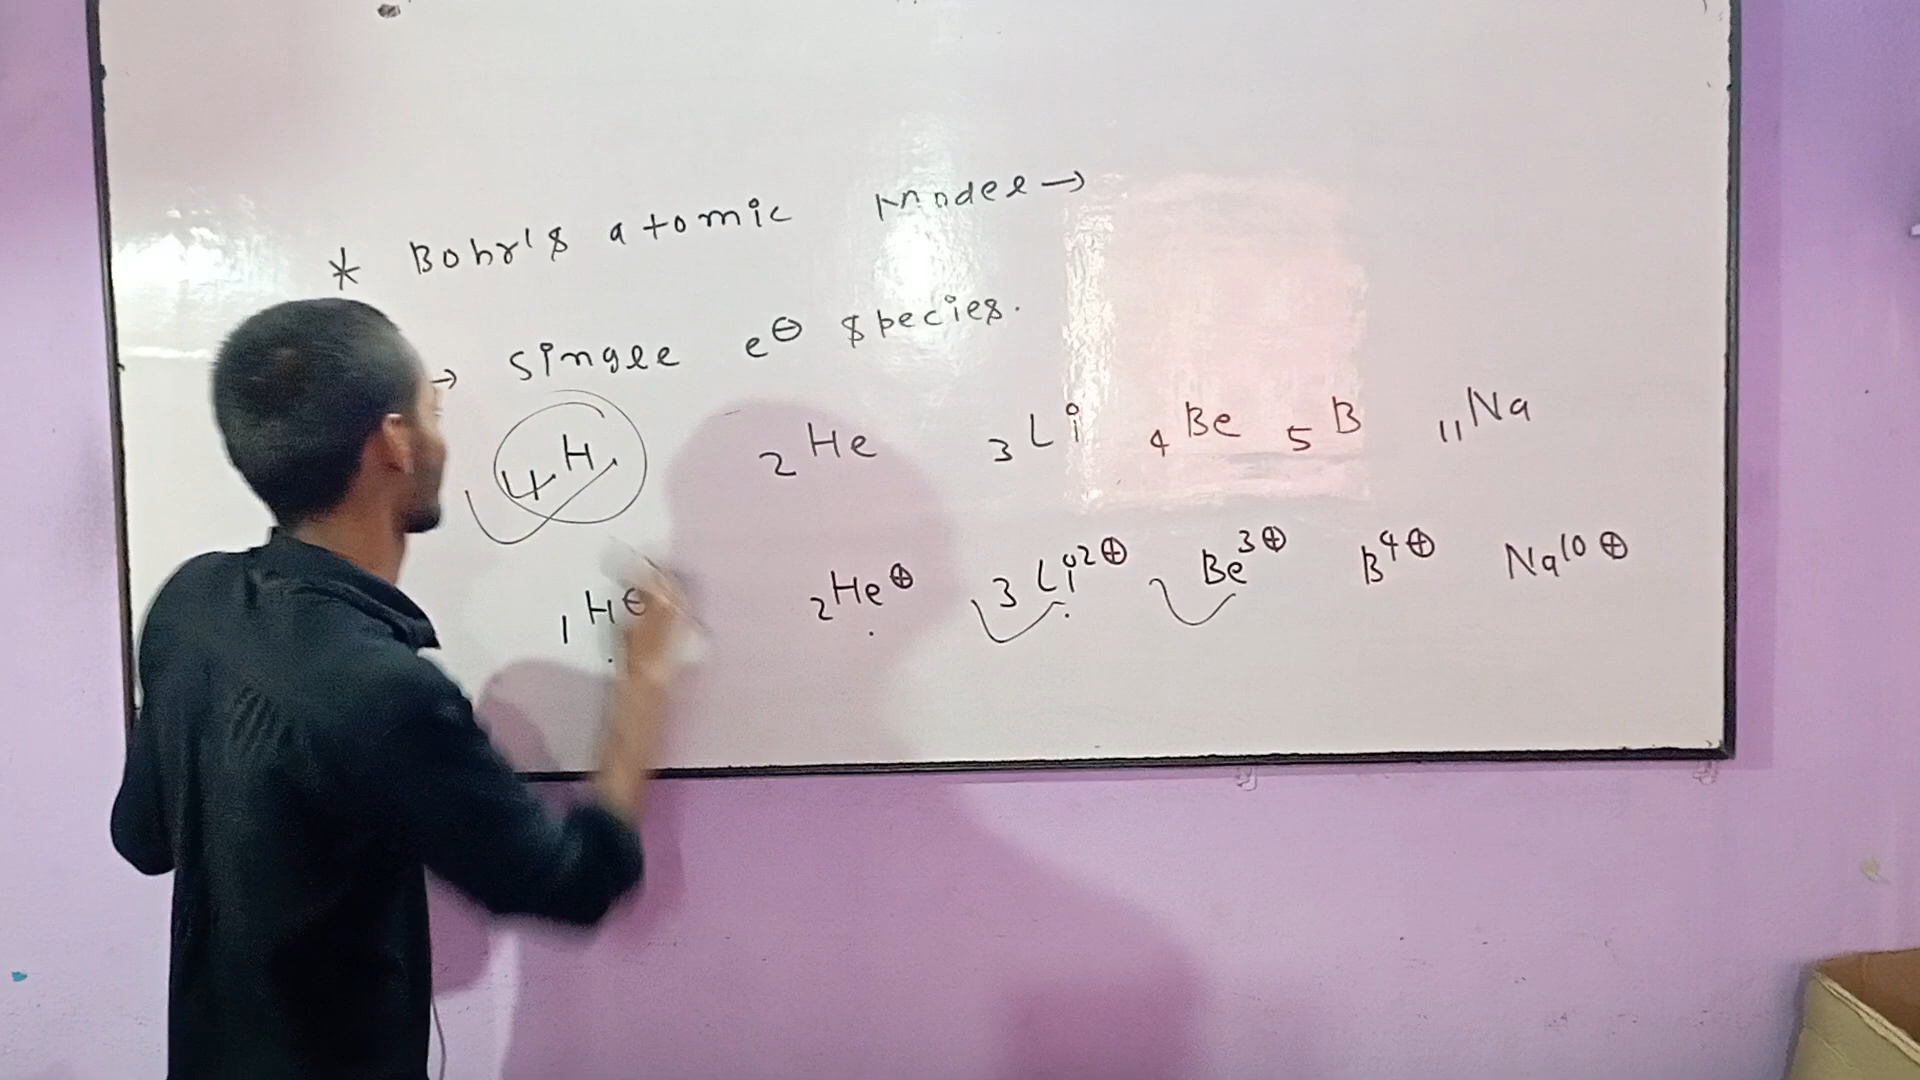 * Bohr's atomic model →
→ single e⊖ species.
1H 2He 3Li 4Be 5B 11Na
1H⊖ 2He⊕ 3Li2⊕ Be3⊕ B4⊕ Na10⊕